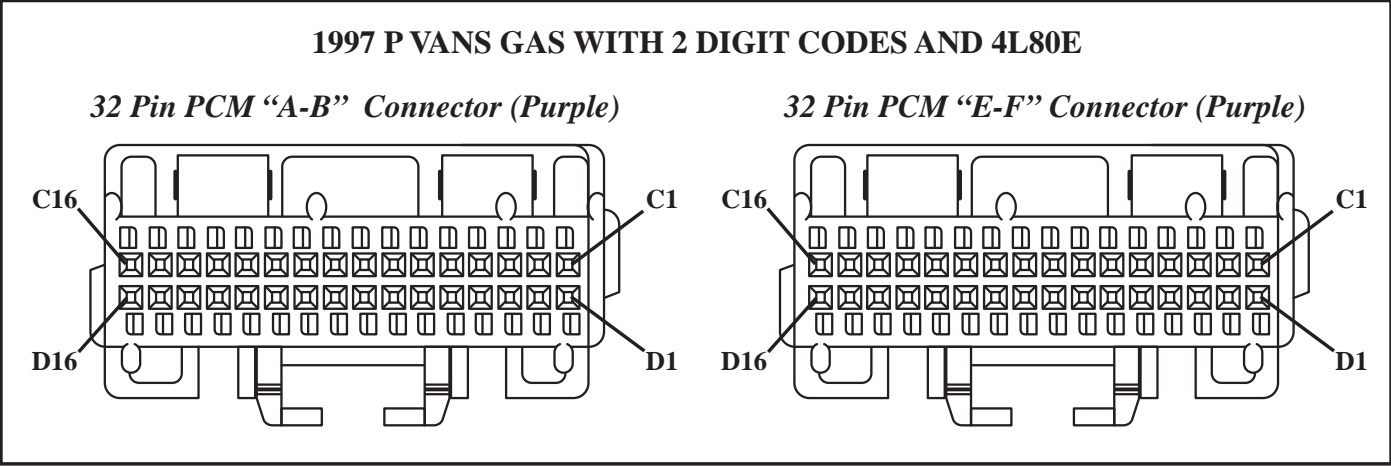 1997 P VANS GAS WITH 2 DIGIT CODES AND 4L80E
32 Pin PCM “A-B” Connector (Purple)
32 Pin PCM “E-F” Connector (Purple)
C16
C1
C16
C1
D16
D1
D16
D1